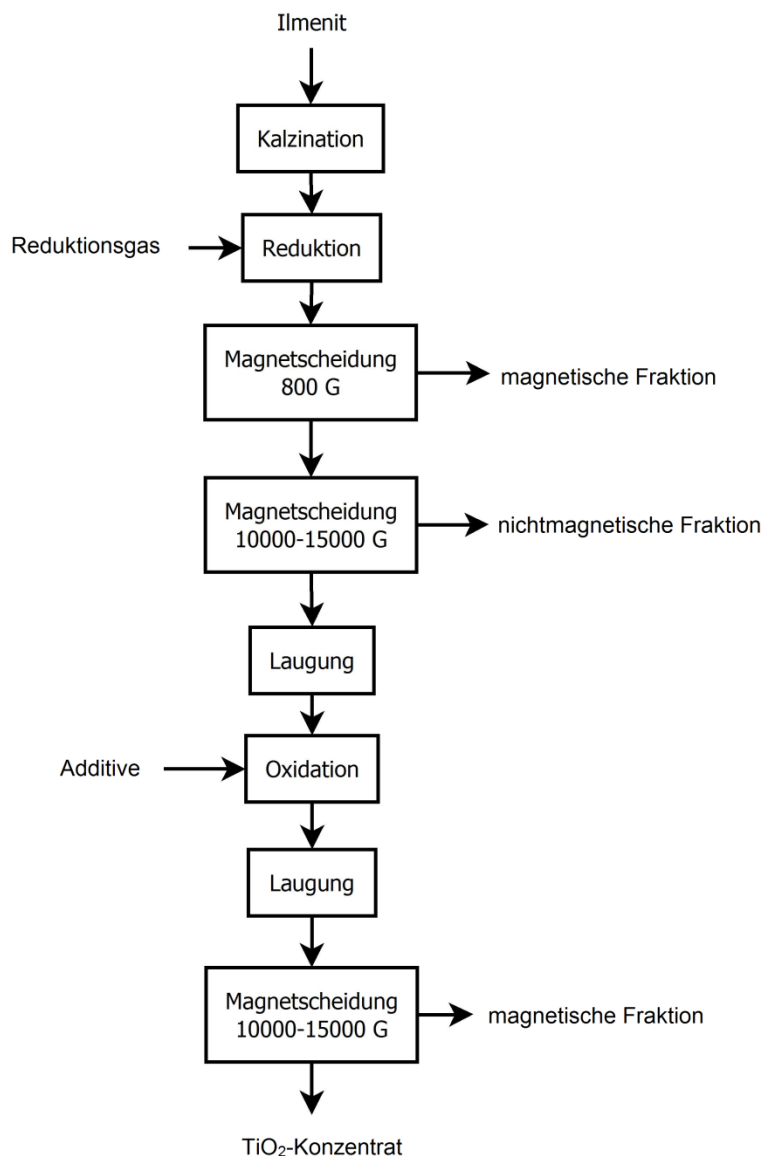 Ilmenit
Kalzination
Reduktionsgas
Reduktion
Magnetscheidung
800 G
magnetische Fraktion
Magnetscheidung
10000-15000 G
nichtmagnetische Fraktion
Laugung
Additive
Oxidation
Laugung
Magnetscheidung
10000-15000 G
magnetische Fraktion
TiO₂-Konzentrat